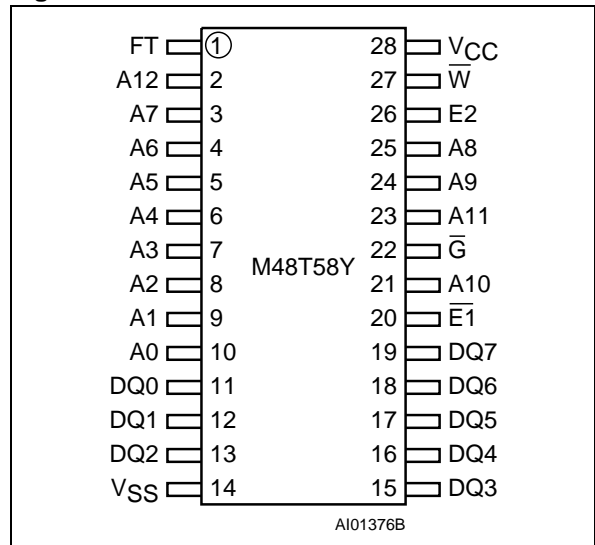 FT 1 28 VCC
A12 2 27 W̅
A7 3 26 E2
A6 4 25 A8
A5 5 24 A9
A4 6 23 A11
A3 7 22 G̅
M48T58Y
A2 8 21 A10
A1 9 20 E̅1̅
A0 10 19 DQ7
DQ0 11 18 DQ6
DQ1 12 17 DQ5
DQ2 13 16 DQ4
VSS 14 15 DQ3
AI01376B